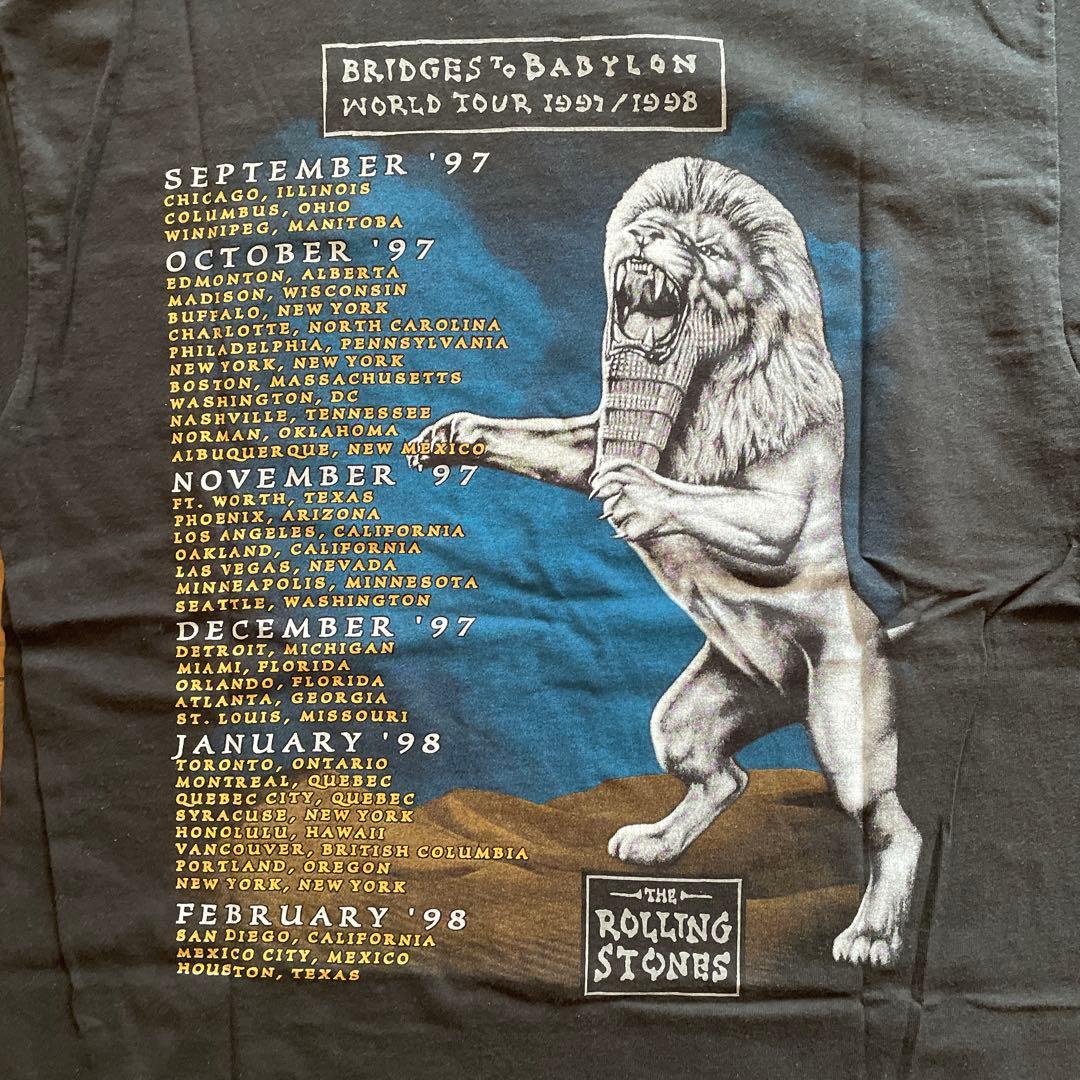 BRIDGES TO BABYLON
WORLD TOUR 1997/1998
SEPTEMBER '97
CHICAGO, ILLINOIS
COLUMBUS, OHIO
WINNIPEG, MANITOBA
OCTOBER '97
EDMONTON, ALBERTA
MADISON, WISCONSIN
BUFFALO, NEW YORK
CHARLOTTE, NORTH CAROLINA
PHILADELPHIA, PENNSYLVANIA
NEW YORK, NEW YORK
BOSTON, MASSACHUSETTS
WASHINGTON, DC
NASHVILLE, TENNESSEE
NORMAN, OKLAHOMA
ALBUQUERQUE, NEW MEXICO
NOVEMBER '97
FT. WORTH, TEXAS
PHOENIX, ARIZONA
LOS ANGELES, CALIFORNIA
OAKLAND, CALIFORNIA
LAS VEGAS, NEVADA
MINNEAPOLIS, MINNESOTA
SEATTLE, WASHINGTON
DECEMBER '97
DETROIT, MICHIGAN
MIAMI, FLORIDA
ORLANDO, FLORIDA
ATLANTA, GEORGIA
ST. LOUIS, MISSOURI
JANUARY '98
TORONTO, ONTARIO
MONTREAL, QUEBEC
QUEBEC CITY, QUEBEC
SYRACUSE, NEW YORK
HONOLULU, HAWAII
VANCOUVER, BRITISH COLUMBIA
PORTLAND, OREGON
NEW YORK, NEW YORK
FEBRUARY '98
SAN DIEGO, CALIFORNIA
MEXICO CITY, MEXICO
HOUSTON, TEXAS
THE
ROLLING
STONES